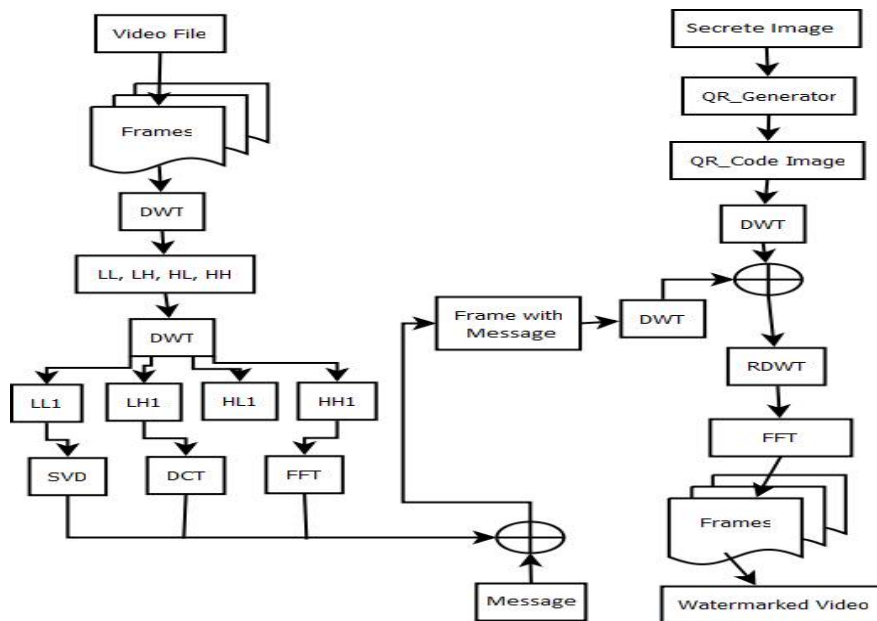 Video File
Frames
DWT
LL, LH, HL, HH
DWT
LL1
LH1
HL1
HH1
SVD
DCT
FFT
Message
Frame with
Message
DWT
Secrete Image
QR_Generator
QR_Code Image
DWT
RDWT
FFT
Frames
Watermarked Video